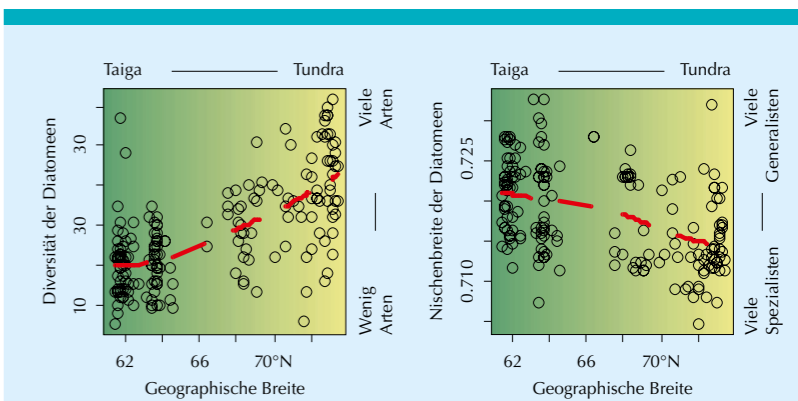 Taiga
Tundra
Diversität der Diatomeen
30
30
10
Viele
Arten
Wenig
Arten
62
66
70°N
Geographische Breite
Taiga
Tundra
Nischenbreite der Diatomeen
0.725
0.710
Viele
Generalisten
Viele
Spezialisten
62
66
70°N
Geographische Breite